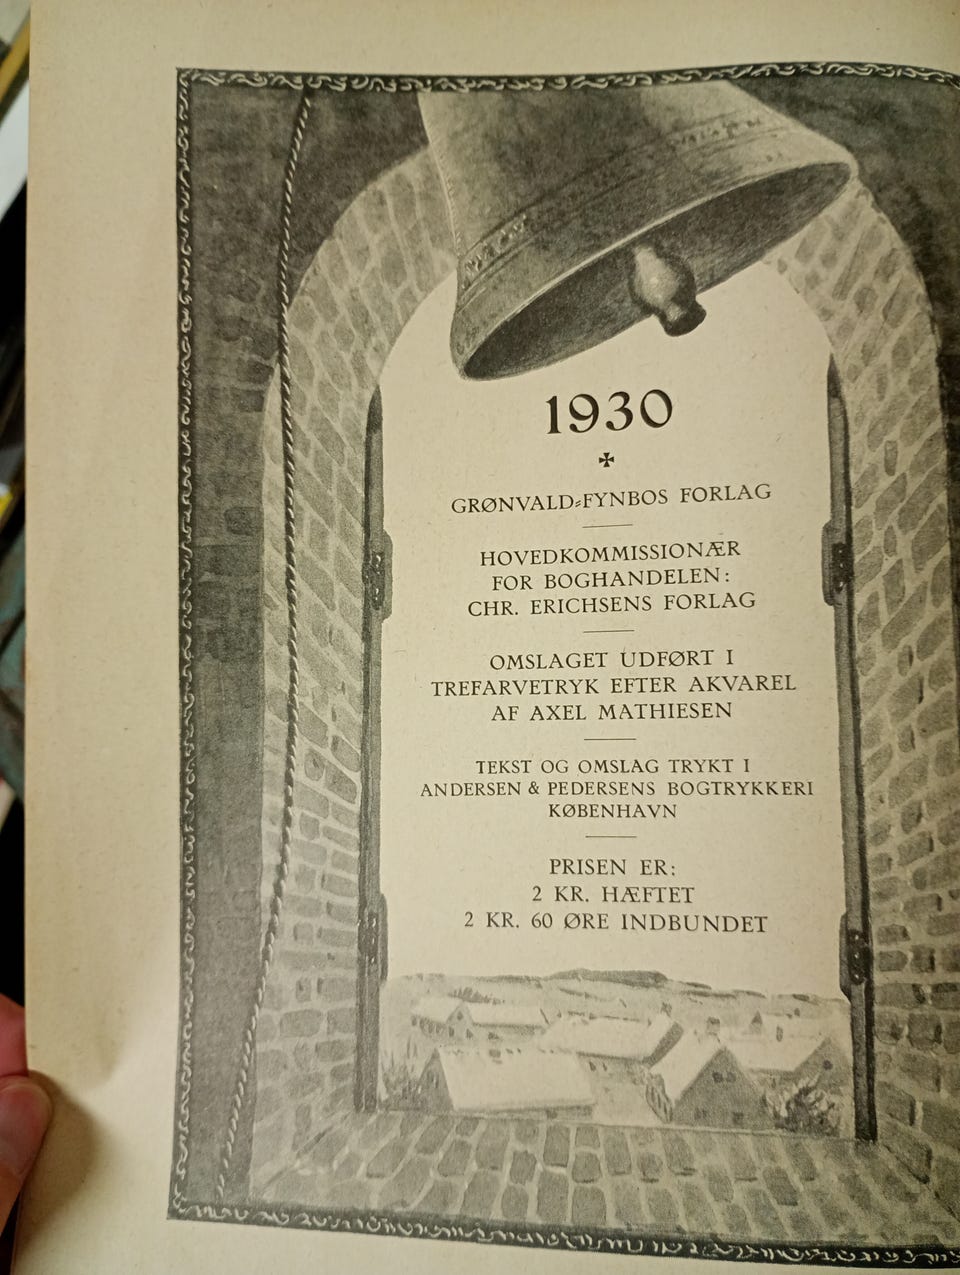 1930
GRØNVALD=FYNBOS FORLAG
HOVEDKOMMISSIONÆR
FOR BOGHANDELEN:
CHR. ERICHSENS FORLAG
OMSLAGET UDFØRT I
TREFARVETRYK EFTER AKVAREL
AF AXEL MATHIESEN
TEKST OG OMSLAG TRYKT I
ANDERSEN & PEDERSENS BOGTRYKKERI
KØBENHAVN
PRISEN ER:
2 KR. HÆFTET
2 KR. 60 ØRE INDBUNDET